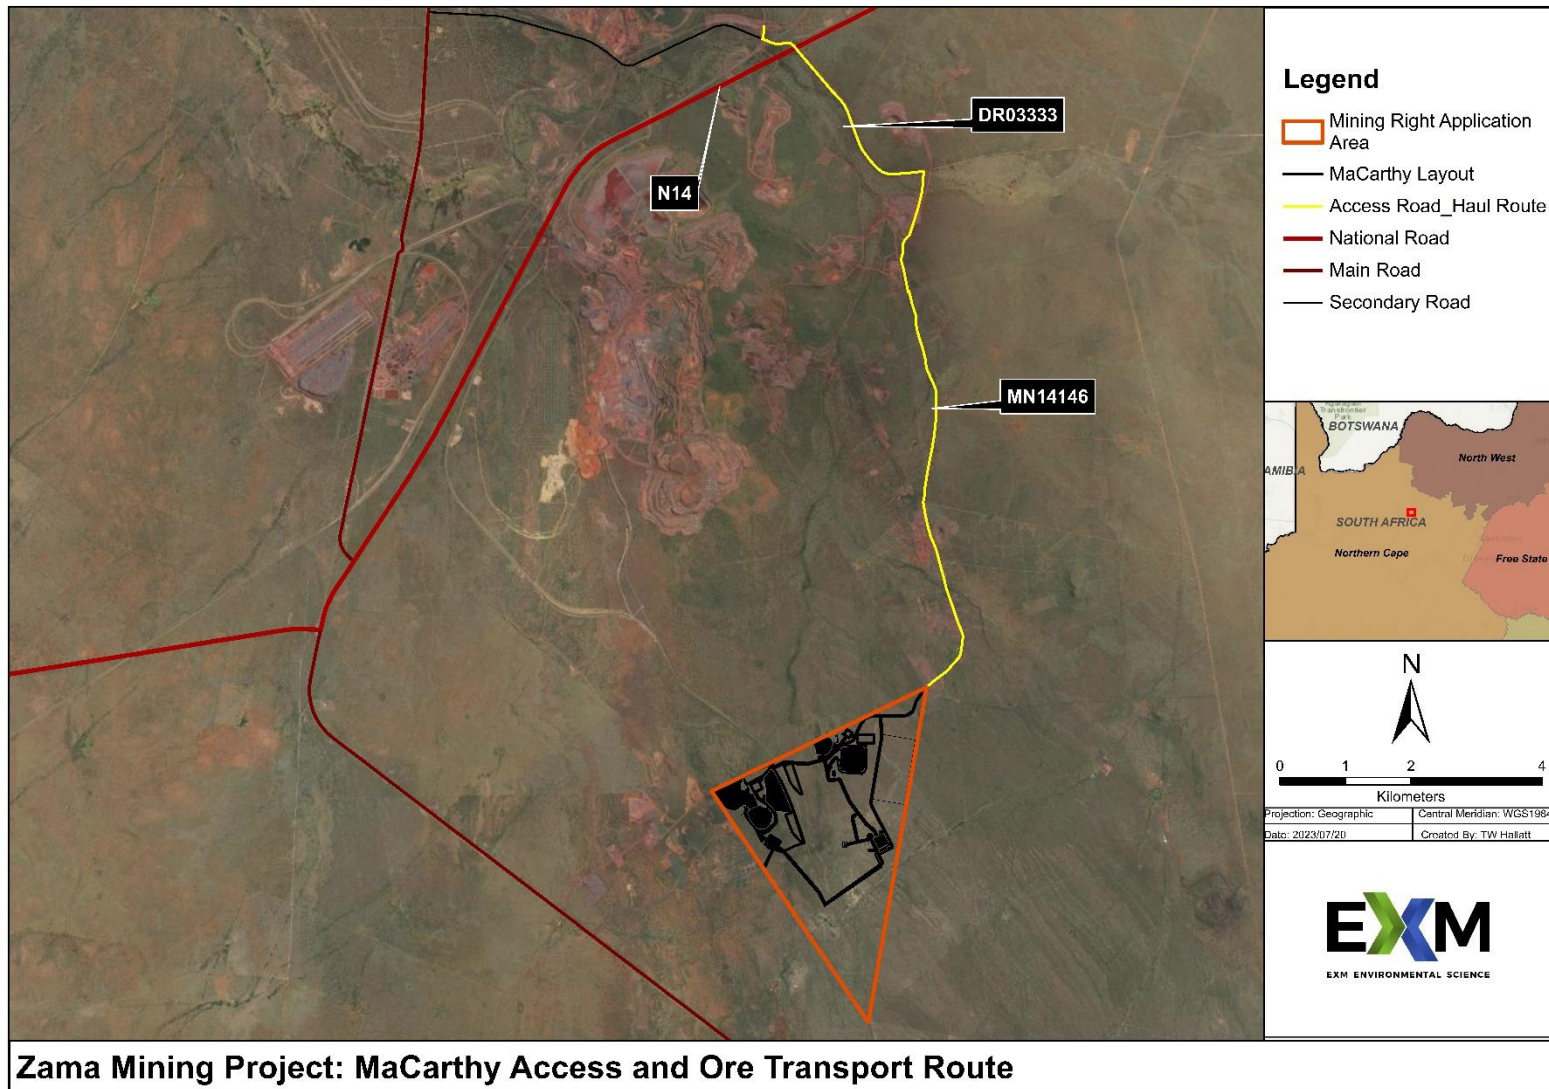 DR03333
N14
MN14146
Legend
Mining Right Application
Area
MaCarthy Layout
Access Road_Haul Route
National Road
Main Road
Secondary Road
Transfrontier
Park
BOTSWANA
AMIBIA
North West
SOUTH AFRICA
Northern Cape
Free State
N
0 1 2 4
Kilometers
Projection: Geographic
Central Meridian: WGS1984
Date: 2023/07/20
Created By: TW Hallatt
EXM
EXM ENVIRONMENTAL SCIENCE
Zama Mining Project: MaCarthy Access and Ore Transport Route